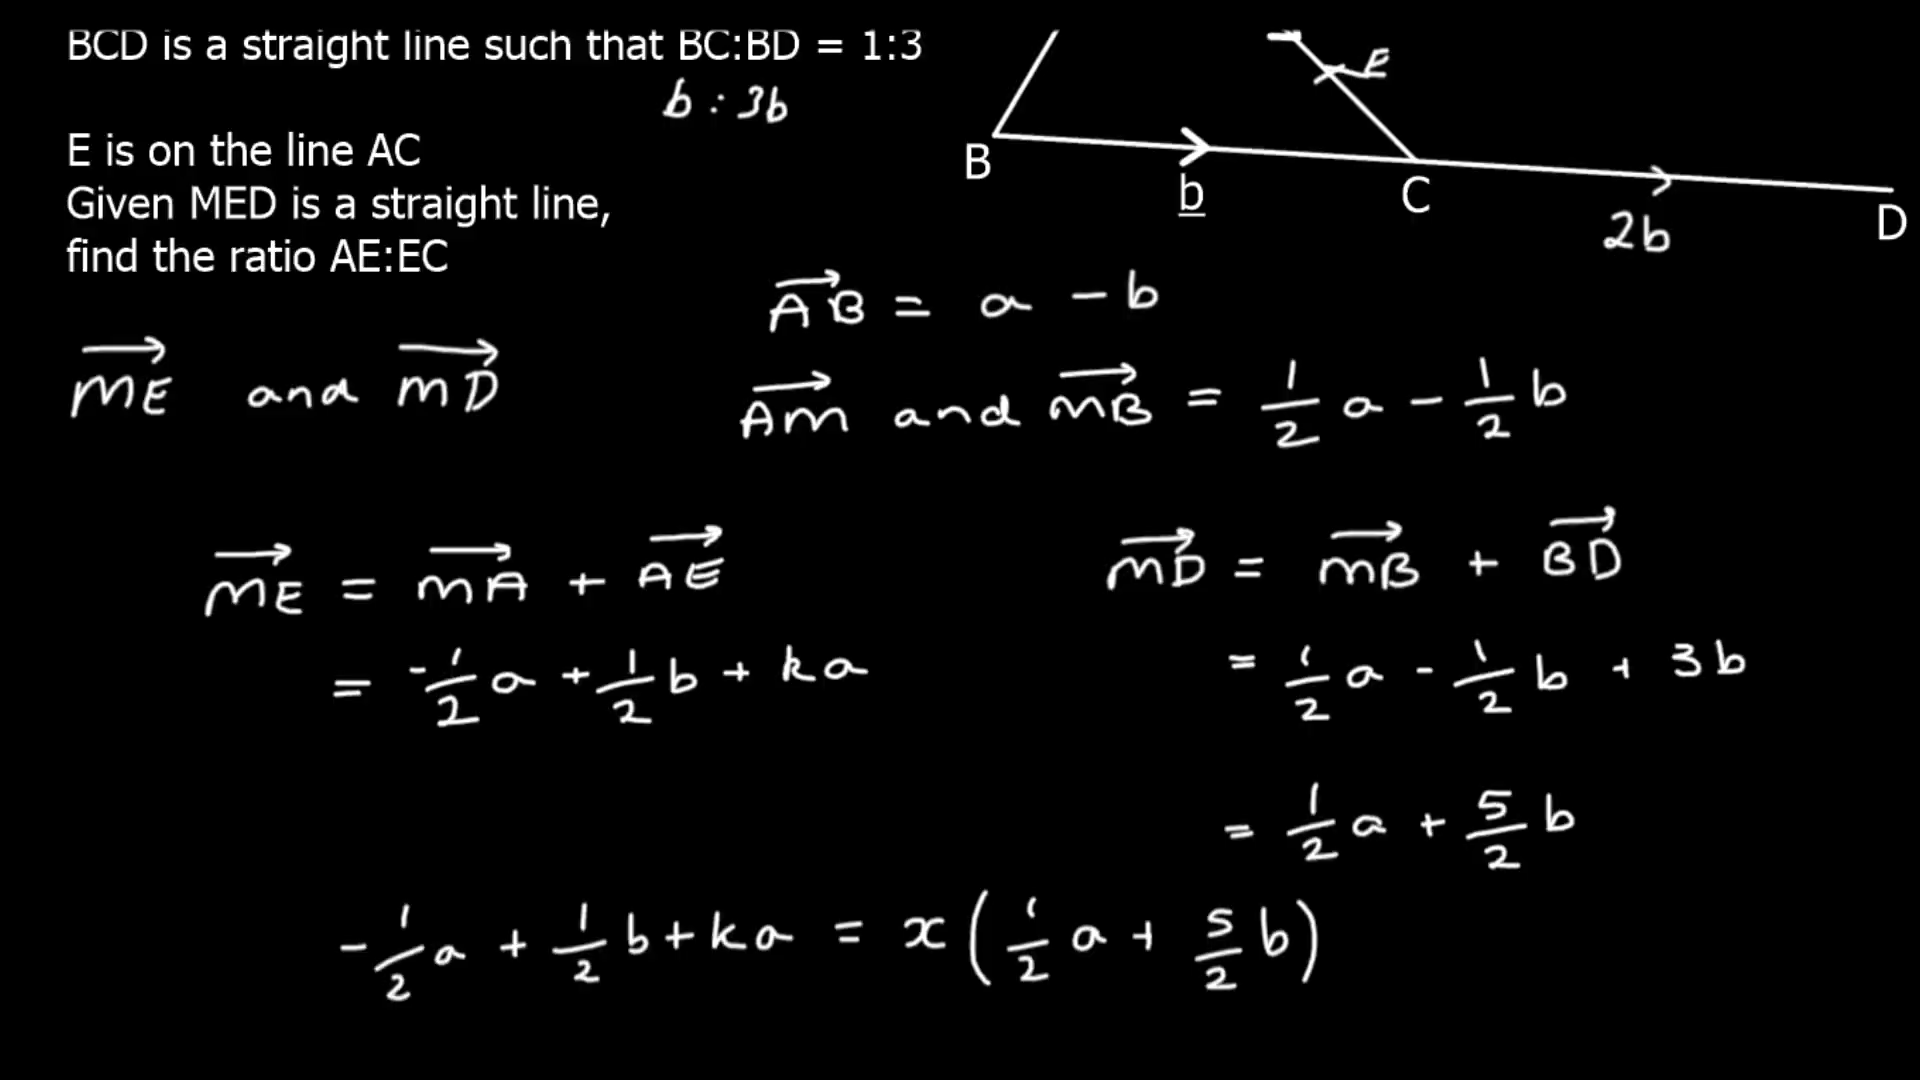 BCD is a straight line such that BC:BD = 1:3
b : 3b
E is on the line AC
Given MED is a straight line,
find the ratio AE:EC
E
B
b
C
2b
D
AB = a - b
ME and MD
AM and MB = 1/2 a - 1/2 b
ME = MA + AE
= -1/2 a + 1/2 b + ka
MD = MB + BD
= 1/2 a - 1/2 b + 3b
= 1/2 a + 5/2 b
-1/2 a + 1/2 b + ka = x(1/2 a + 5/2 b)